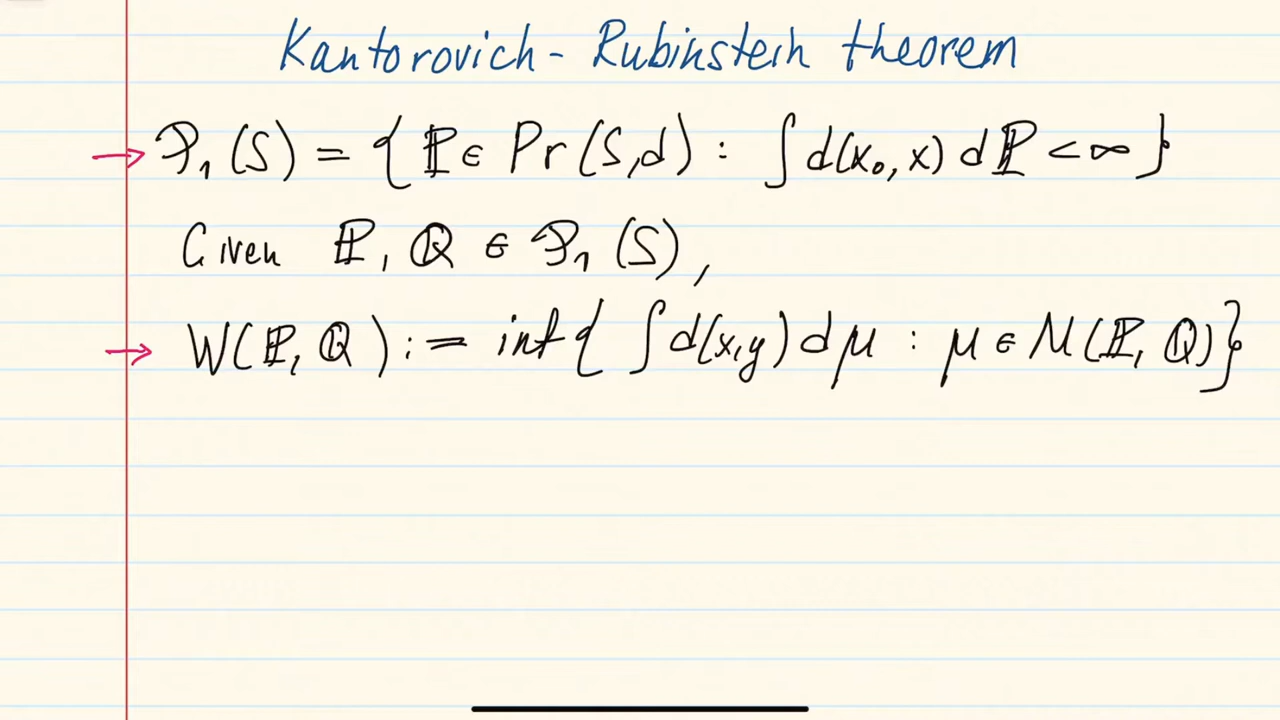 Kantorovich - Rubinstein theorem
→ 𝒫₁(S) = { ℙ ∈ Pr(S,d) : ∫ d(x₀, x) dℙ < ∞ }
Given ℙ, ℚ ∈ 𝒫₁(S),
→ W(ℙ, ℚ) := inf { ∫ d(x,y) dμ : μ ∈ M(ℙ, ℚ) }